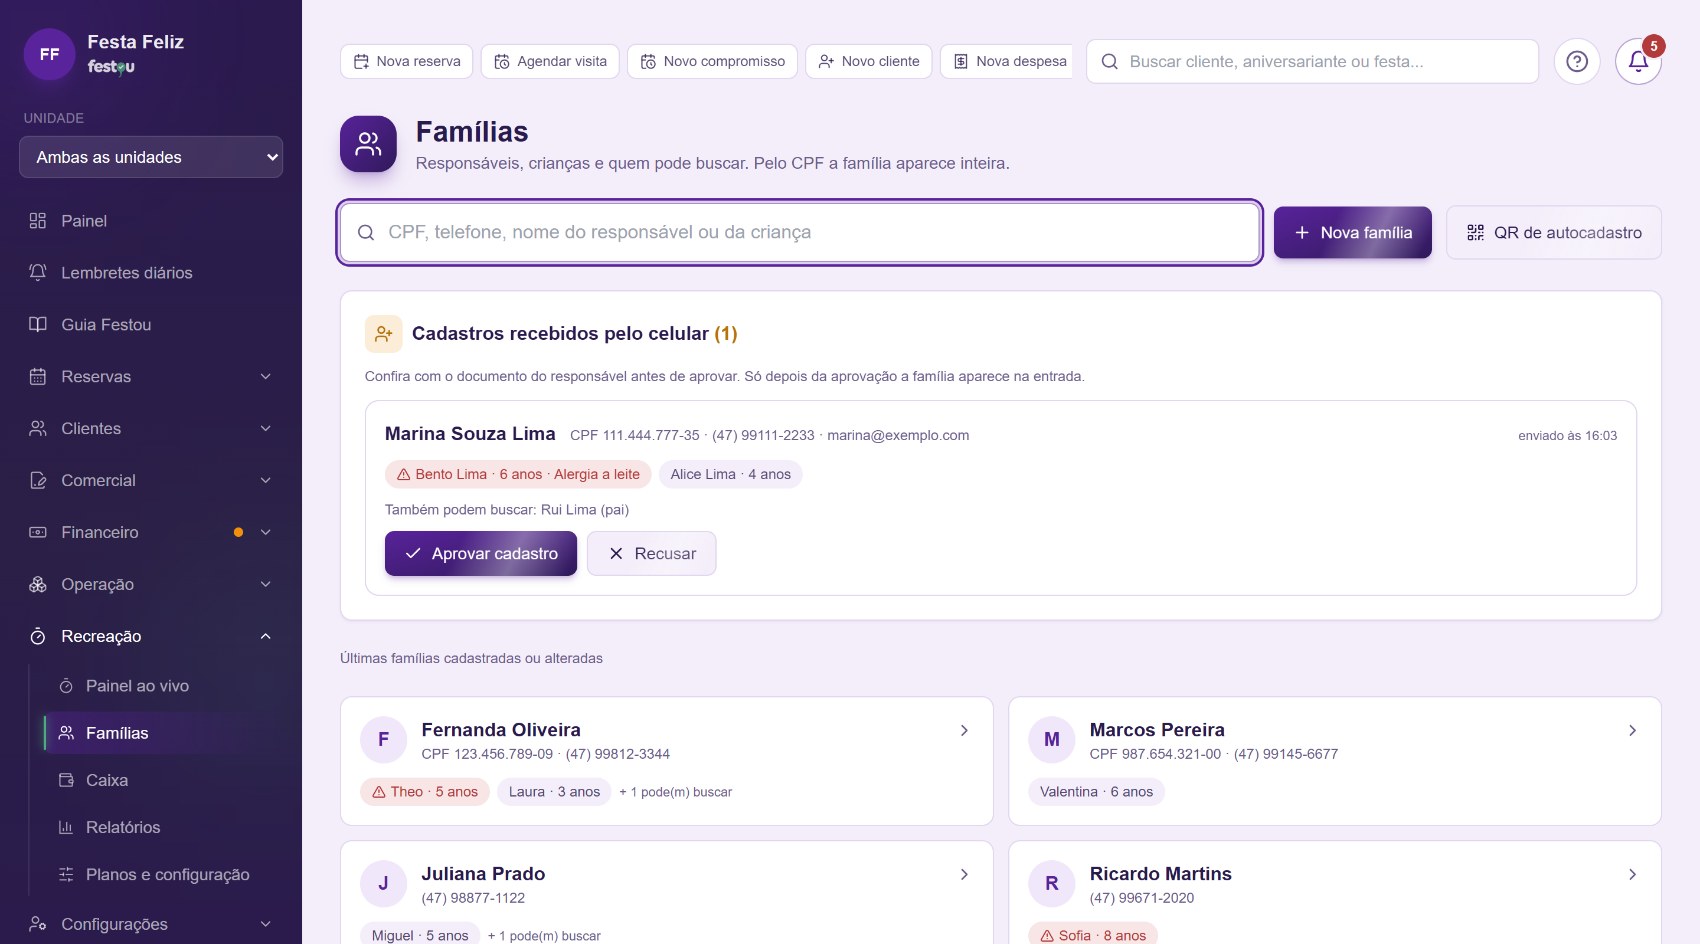 FF
Festa Feliz
festou
UNIDADE
Ambas as unidades
Painel
Lembretes diários
Guia Festou
Reservas
Clientes
Comercial
Financeiro
Operação
Recreação
Painel ao vivo
Famílias
Caixa
Relatórios
Planos e configuração
Configurações
Nova reserva
Agendar visita
Novo compromisso
Novo cliente
Nova despesa
Buscar cliente, aniversariante ou festa...
5
Famílias
Responsáveis, crianças e quem pode buscar. Pelo CPF a família aparece inteira.
CPF, telefone, nome do responsável ou da criança
Nova família
QR de autocadastro
Cadastros recebidos pelo celular (1)
Confira com o documento do responsável antes de aprovar. Só depois da aprovação a família aparece na entrada.
Marina Souza Lima CPF 111.444.777-35 · (47) 99111-2233 · marina@exemplo.com enviado às 16:03
Bento Lima · 6 anos · Alergia a leite Alice Lima · 4 anos
Também podem buscar: Rui Lima (pai)
Aprovar cadastro Recusar
Últimas famílias cadastradas ou alteradas
F
Fernanda Oliveira
CPF 123.456.789-09 · (47) 99812-3344
Theo · 5 anos Laura · 3 anos + 1 pode(m) buscar
M
Marcos Pereira
CPF 987.654.321-00 · (47) 99145-6677
Valentina · 6 anos
J
Juliana Prado
(47) 98877-1122
Miguel · 5 anos + 1 pode(m) buscar
R
Ricardo Martins
(47) 99671-2020
Sofia · 8 anos